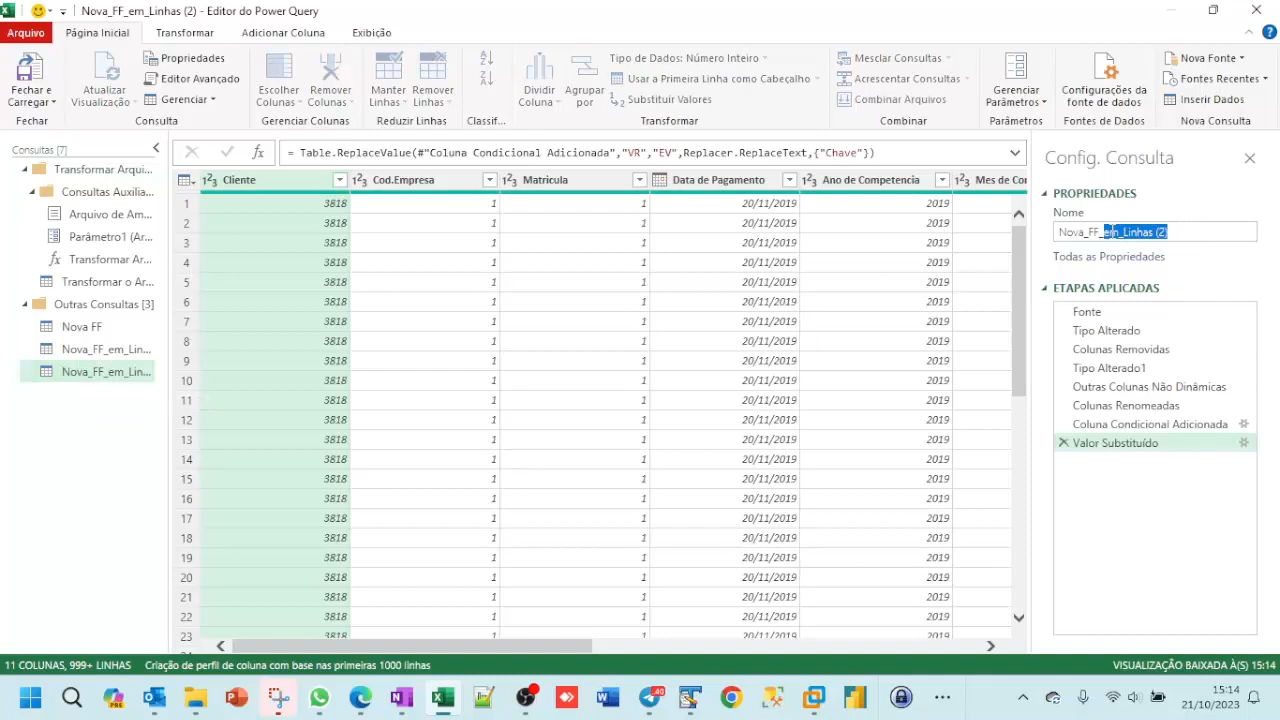 Nova_FF_em_Linhas (2) - Editor do Power Query
Arquivo
Página Inicial
Transformar
Adicionar Coluna
Exibição
Fechar e Carregar
Atualizar Visualização
Propriedades
Editor Avançado
Gerenciar
Escolher Colunas
Remover Colunas
Manter Linhas
Remover Linhas
Dividir Coluna
Agrupar por
Tipo de Dados: Número Inteiro
Usar a Primeira Linha como Cabeçalho
Substituir Valores
Mesclar Consultas
Acrescentar Consultas
Combinar Arquivos
Gerenciar Parâmetros
Configurações da fonte de dados
Nova Fonte
Fontes Recentes
Inserir Dados
Fechar
Consulta
Gerenciar Colunas
Reduzir Linhas
Classif...
Transformar
Combinar
Parâmetros
Fontes de Dados
Nova Consulta
Consultas [7]
Transformar Arqui...
Consultas Auxilia...
Arquivo de Am...
Parâmetro1 (Ar...
Transformar Ar...
Transformar o Ar...
Outras Consultas [3]
Nova FF
Nova_FF_em_Lin...
Nova_FF_em_Lin...
= Table.ReplaceValue(#"Coluna Condicional Adicionada","VR","EV",Replacer.ReplaceText,{"Chave"})
Cliente Cod.Empresa Matricula Data de Pagamento Ano de Competencia Mes de Co
1 3818 1 1 20/11/2019 2019
2 3818 1 1 20/11/2019 2019
3 3818 1 1 20/11/2019 2019
4 3818 1 1 20/11/2019 2019
5 3818 1 1 20/11/2019 2019
6 3818 1 1 20/11/2019 2019
7 3818 1 1 20/11/2019 2019
8 3818 1 1 20/11/2019 2019
9 3818 1 1 20/11/2019 2019
10 3818 1 1 20/11/2019 2019
11 3818 1 1 20/11/2019 2019
12 3818 1 1 20/11/2019 2019
13 3818 1 1 20/11/2019 2019
14 3818 1 1 20/11/2019 2019
15 3818 1 1 20/11/2019 2019
16 3818 1 1 20/11/2019 2019
17 3818 1 1 20/11/2019 2019
18 3818 1 1 20/11/2019 2019
19 3818 1 1 20/11/2019 2019
20 3818 1 1 20/11/2019 2019
21 3818 1 1 20/11/2019 2019
22 3818 1 1 20/11/2019 2019
23 3818 1 1 20/11/2019 2019
Config. Consulta
PROPRIEDADES
Nome
Nova_FF_em_Linhas (2)
Todas as Propriedades
ETAPAS APLICADAS
Fonte
Tipo Alterado
Colunas Removidas
Tipo Alterado1
Outras Colunas Não Dinâmicas
Colunas Renomeadas
Coluna Condicional Adicionada
Valor Substituído
11 COLUNAS, 999+ LINHAS Criação de perfil de coluna com base nas primeiras 1000 linhas
VISUALIZAÇÃO BAIXADA À(S) 15:14
15:14
21/10/2023